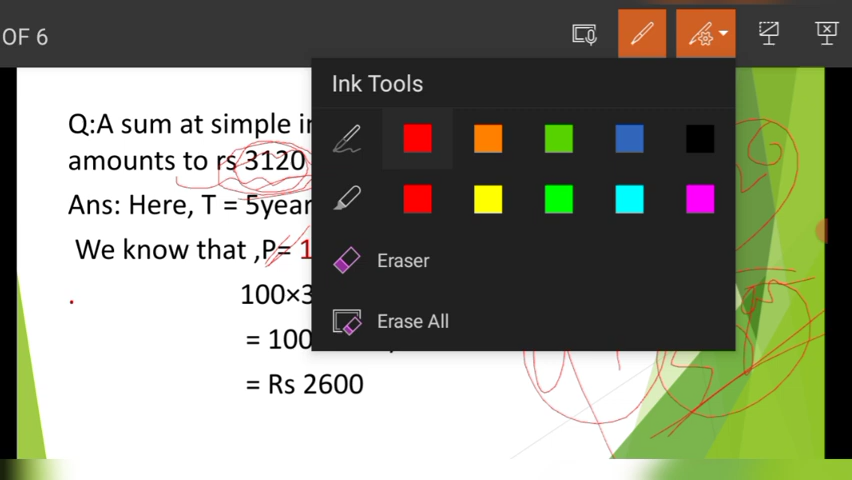 OF 6
Ink Tools
Q:A sum at simple
amounts to rs 3120
Ans: Here, T = 5year
We know that ,P= 1
100×3
= 100
= Rs 2600
Eraser
Erase All